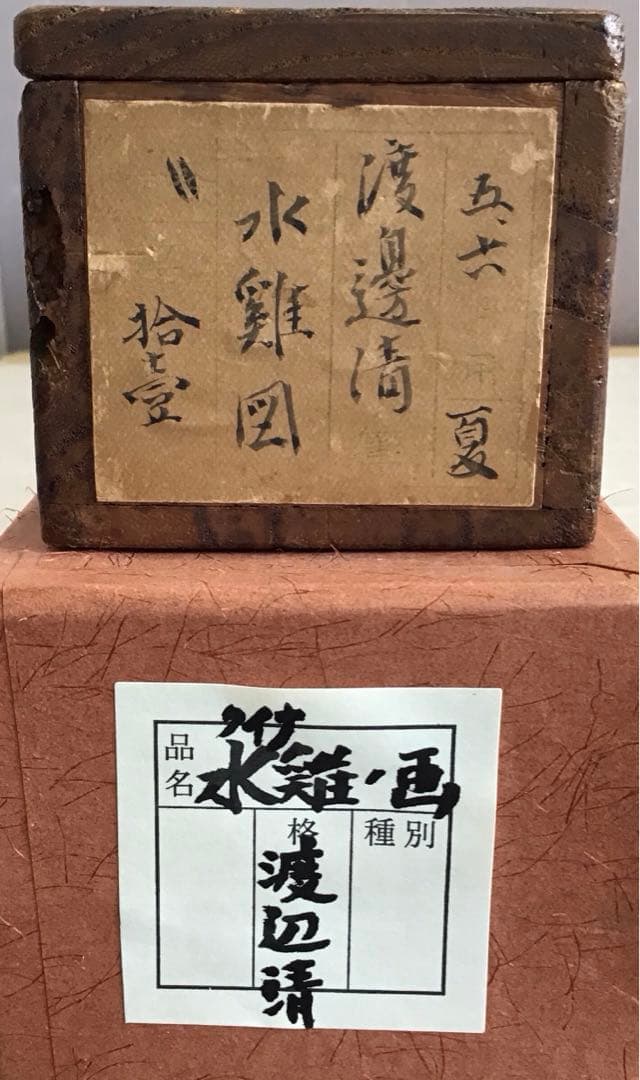 五、六 夏
渡邊清
水雞図
〃 拾壹
クイナ
品名 水雞ノ画
格
種別
渡辺清